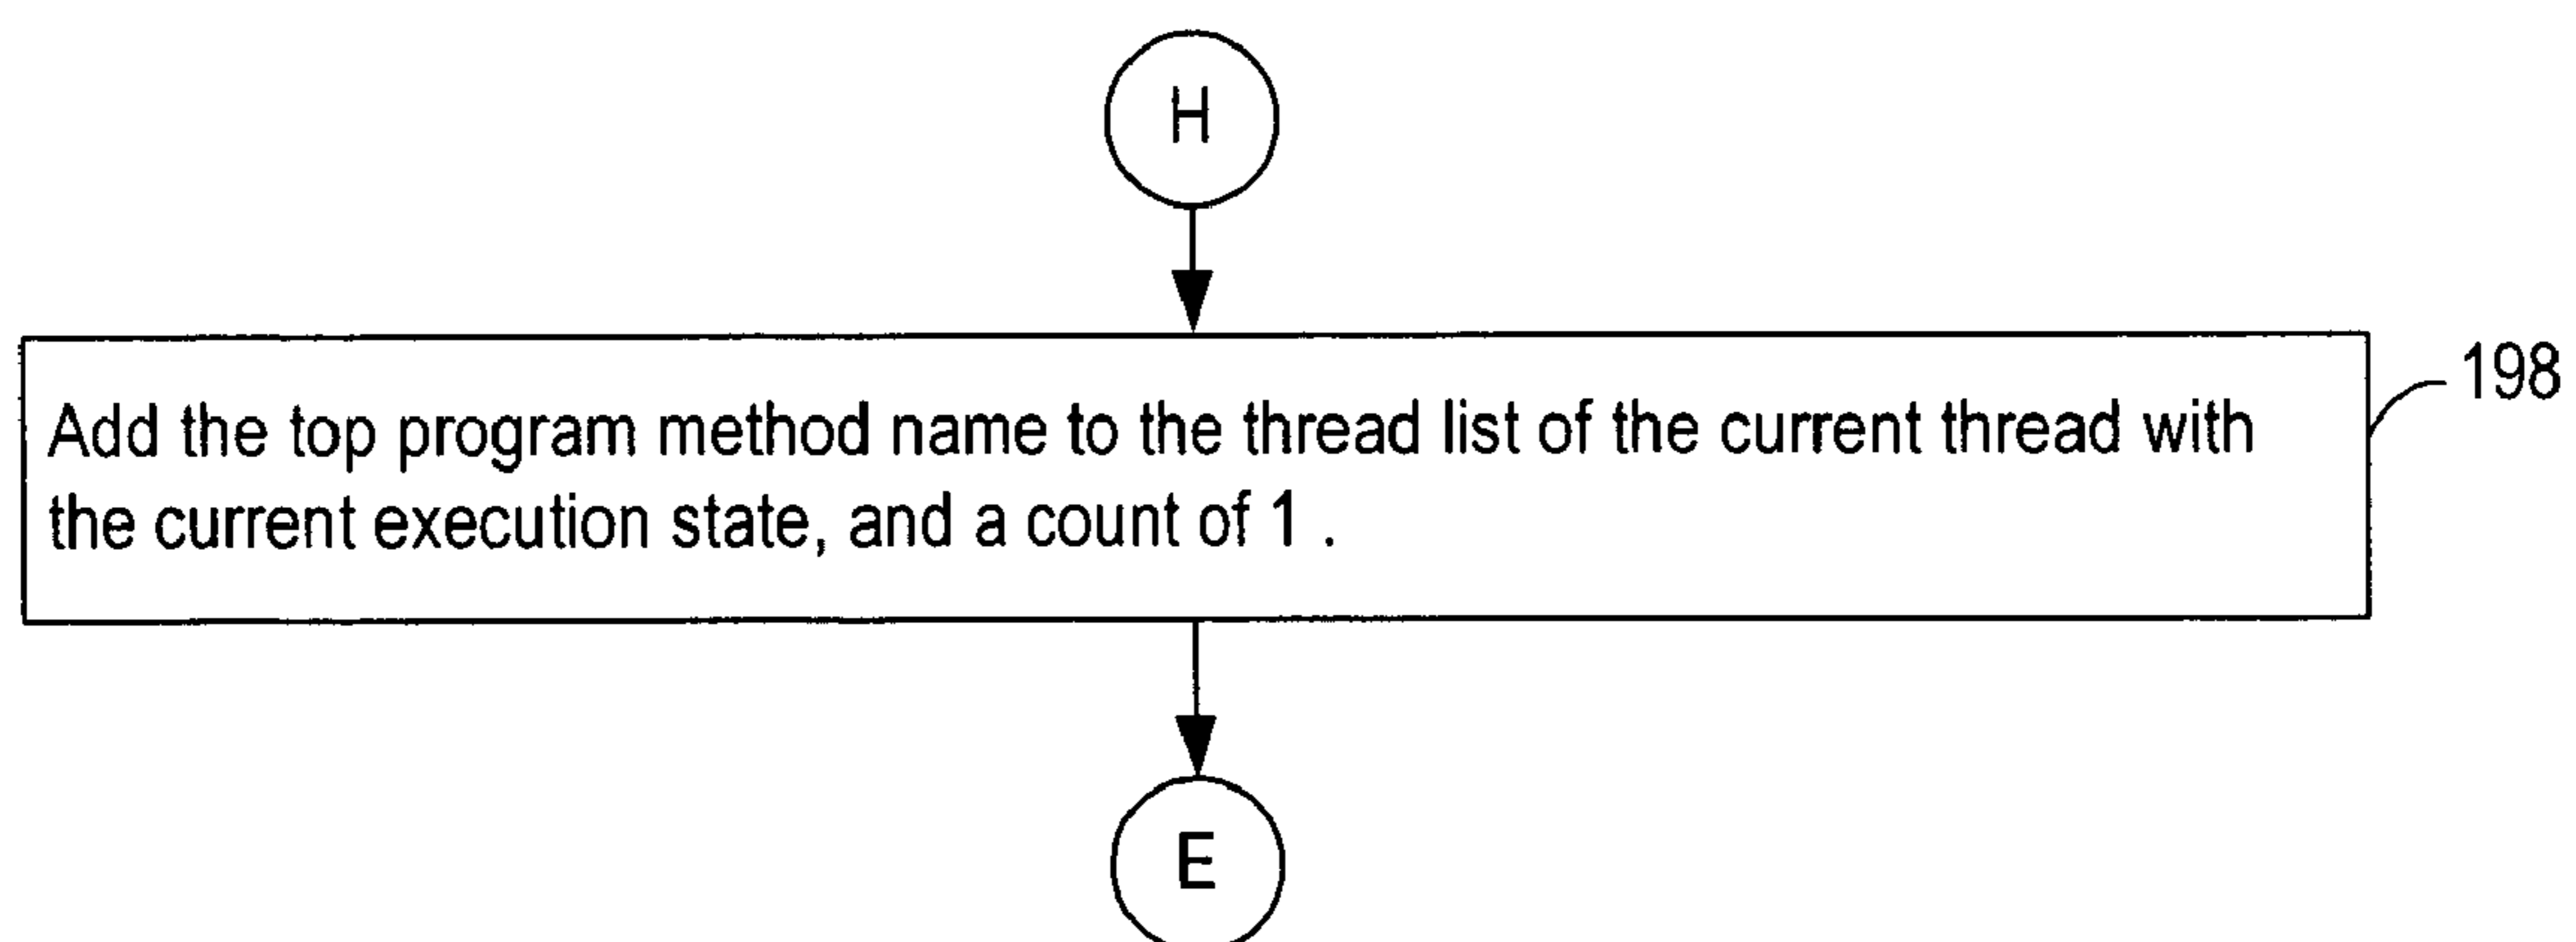 H
198
Add the top program method name to the thread list of the current thread with
the current execution state, and a count of 1 .
E